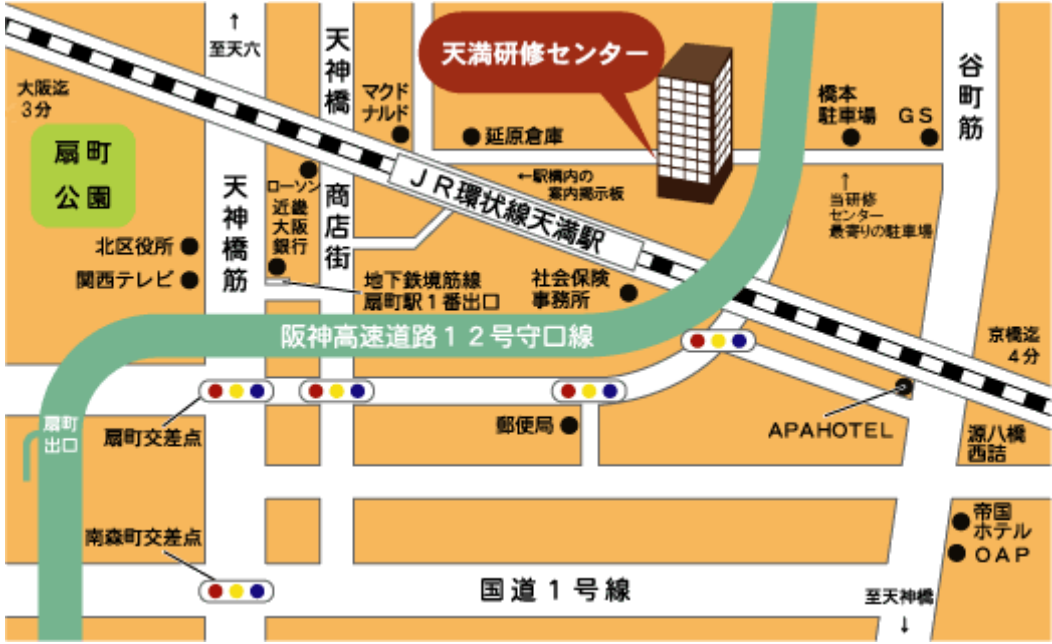 ↑
至天六
天神橋
天満研修センター
谷町筋
大阪迄
3分
マクド
ナルド
延原倉庫
橋本
駐車場
GS
扇町
公園
天神橋筋
ローソン
近畿
大阪
銀行
商店街
JR環状線天満駅
←駅構内の
案内掲示板
↑
当研修
センター
最寄りの駐車場
北区役所
関西テレビ
地下鉄境筋線
扇町駅1番出口
社会保険
事務所
阪神高速道路12号守口線
京橋迄
4分
扇町
出口
扇町交差点
郵便局
APAHOTEL
源八橋
西詰
南森町交差点
帝国
ホテル
OAP
国道1号線
至天神橋
↓